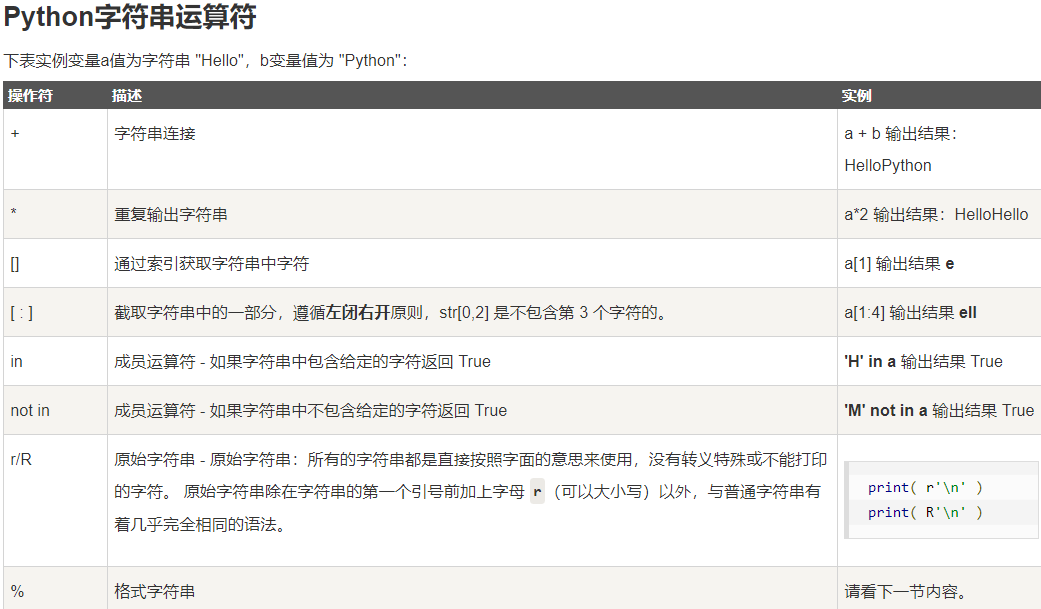 Python字符串运算符
下表实例变量a值为字符串 "Hello"，b变量值为 "Python"：
操作符 描述 实例
+ 字符串连接 a + b 输出结果：
HelloPython
* 重复输出字符串 a*2 输出结果：HelloHello
[] 通过索引获取字符串中字符 a[1] 输出结果 e
[ : ] 截取字符串中的一部分，遵循左闭右开原则，str[0,2] 是不包含第 3 个字符的。 a[1:4] 输出结果 ell
in 成员运算符 - 如果字符串中包含给定的字符返回 True 'H' in a 输出结果 True
not in 成员运算符 - 如果字符串中不包含给定的字符返回 True 'M' not in a 输出结果 True
r/R 原始字符串 - 原始字符串：所有的字符串都是直接按照字面的意思来使用，没有转义特殊或不能打印
的字符。 原始字符串除在字符串的第一个引号前加上字母 r（可以大小写）以外，与普通字符串有
着几乎完全相同的语法。
print( r'\n' )
print( R'\n' )
% 格式字符串 请看下一节内容。